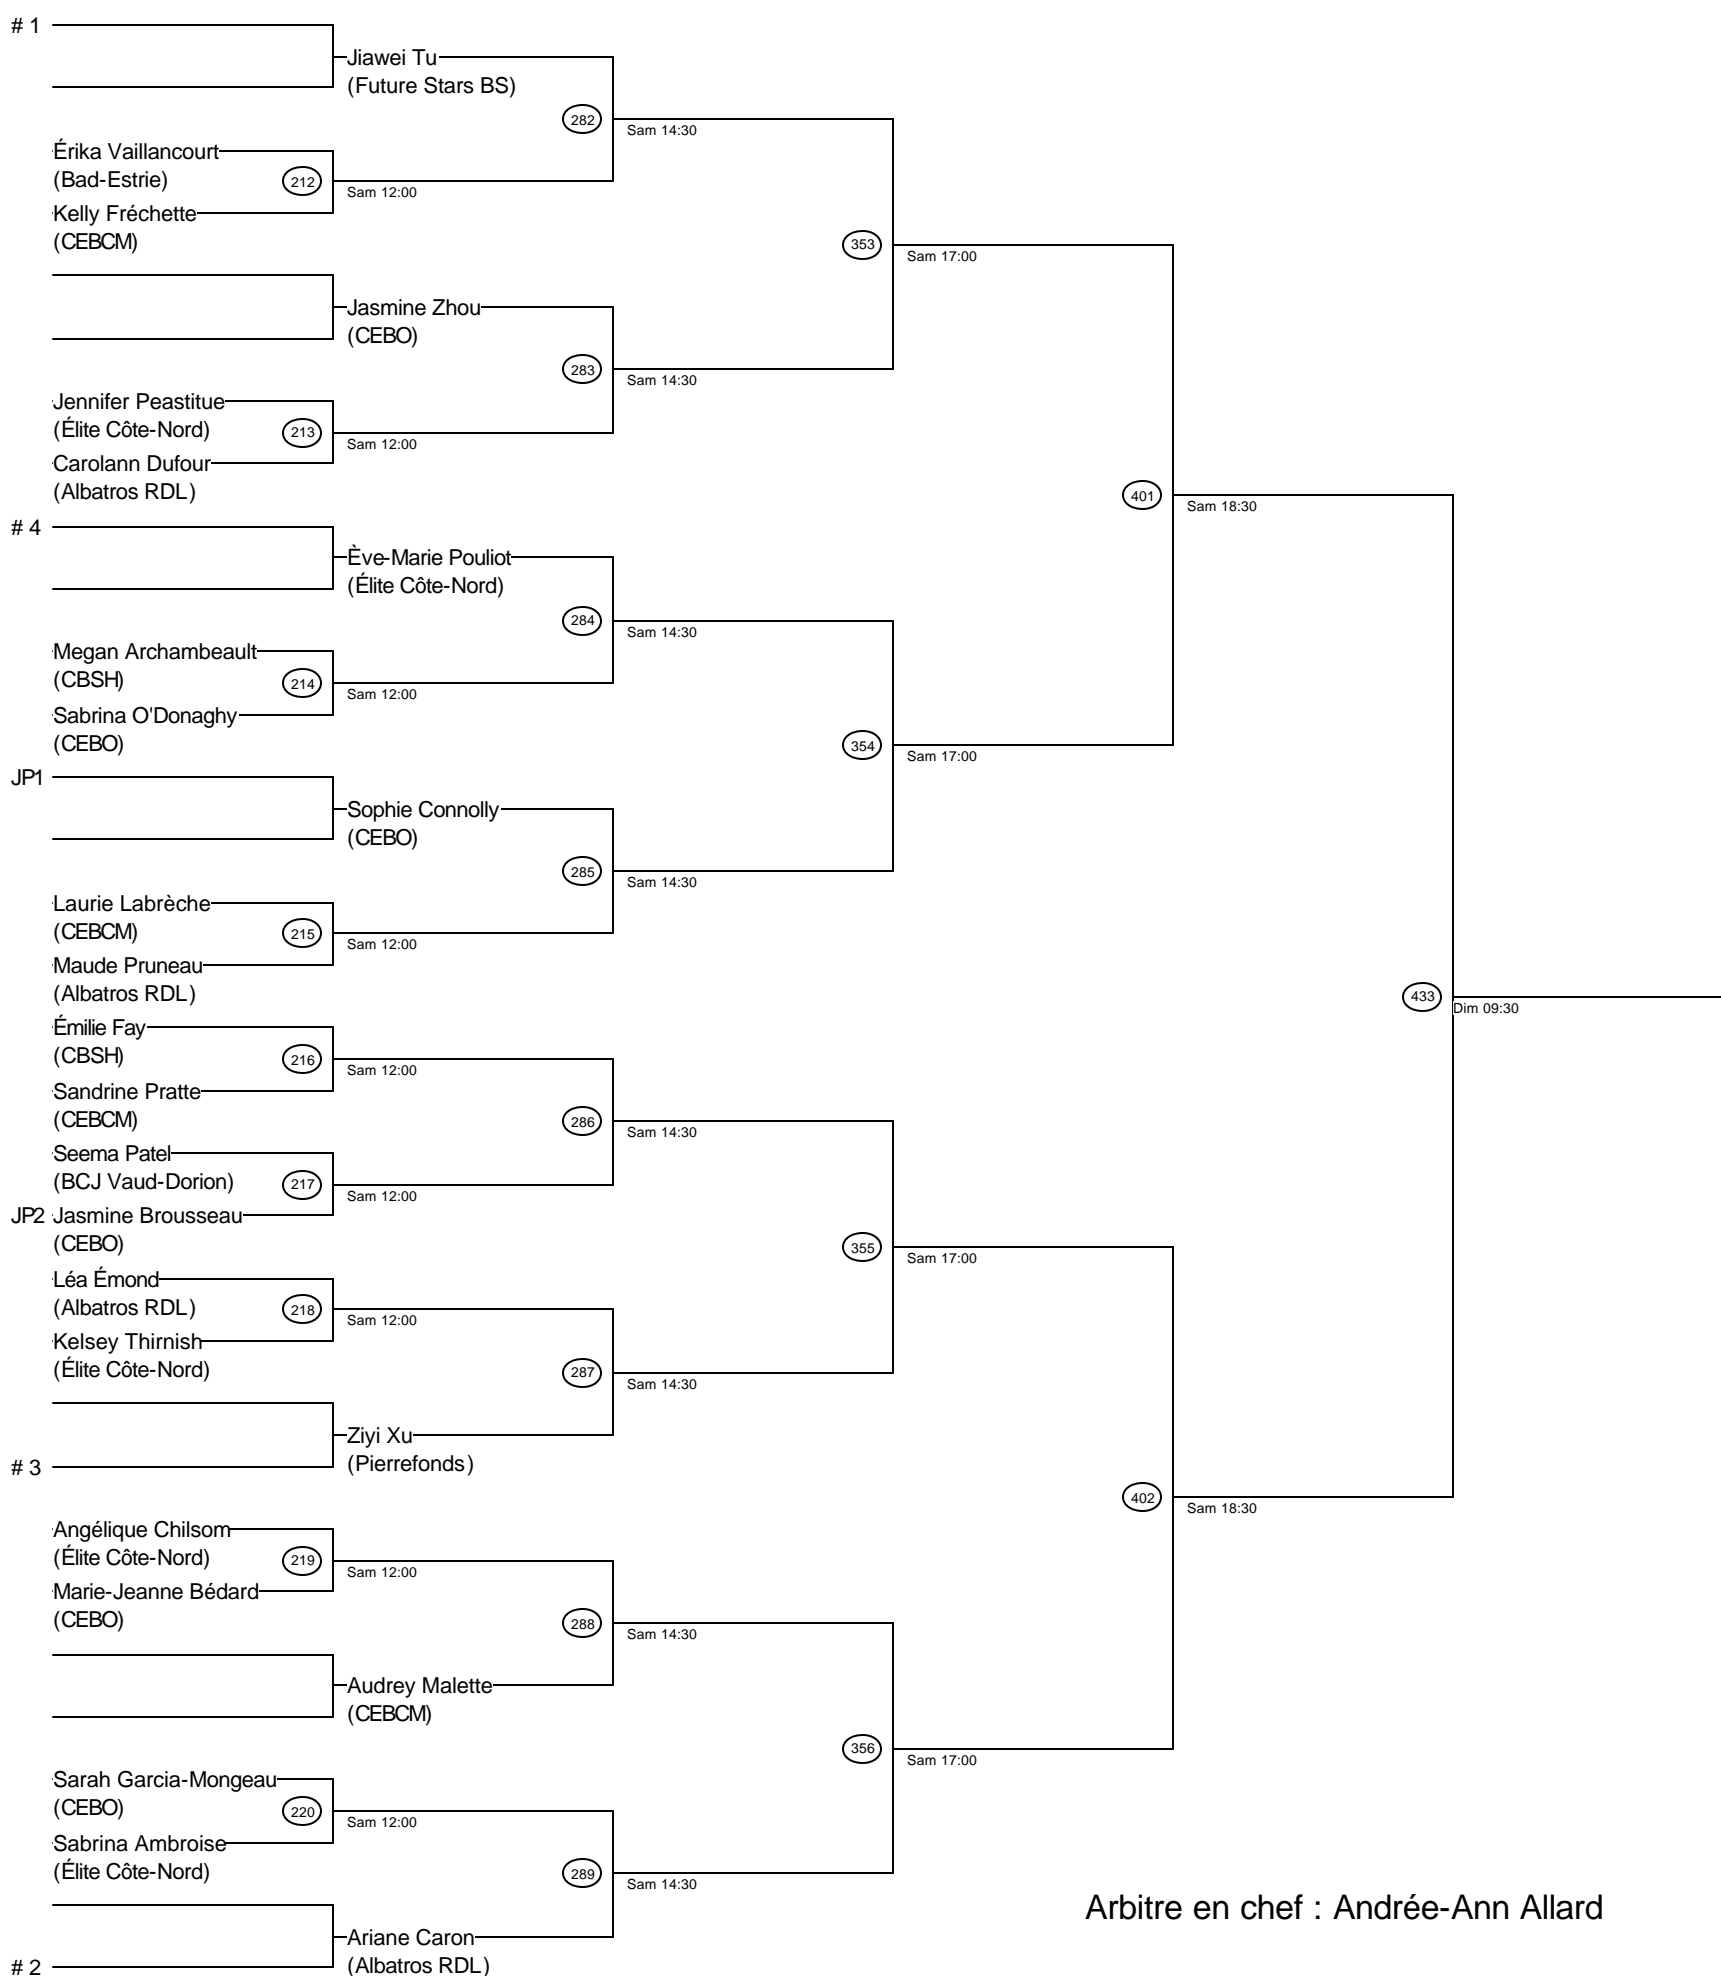 # 1
Jiawei Tu
(Future Stars BS)
282
Sam 14:30
Érika Vaillancourt
(Bad-Estrie)
212
Sam 12:00
Kelly Fréchette
(CEBCM)
353
Sam 17:00
Jasmine Zhou
(CEBO)
283
Sam 14:30
Jennifer Peastitue
(Élite Côte-Nord)
213
Sam 12:00
Carolann Dufour
(Albatros RDL)
401
Sam 18:30
# 4
Ève-Marie Pouliot
(Élite Côte-Nord)
284
Sam 14:30
Megan Archambeault
(CBSH)
214
Sam 12:00
Sabrina O'Donaghy
(CEBO)
354
Sam 17:00
JP1
Sophie Connolly
(CEBO)
285
Sam 14:30
Laurie Labrèche
(CEBCM)
215
Sam 12:00
Maude Pruneau
(Albatros RDL)
433
Dim 09:30
Émilie Fay
(CBSH)
216
Sam 12:00
Sandrine Pratte
(CEBCM)
286
Sam 14:30
Seema Patel
(BCJ Vaud-Dorion)
217
Sam 12:00
JP2 Jasmine Brousseau
(CEBO)
355
Sam 17:00
Léa Émond
(Albatros RDL)
218
Sam 12:00
Kelsey Thirnish
(Élite Côte-Nord)
287
Sam 14:30
Ziyi Xu
(Pierrefonds)
# 3
402
Sam 18:30
Angélique Chilsom
(Élite Côte-Nord)
219
Sam 12:00
Marie-Jeanne Bédard
(CEBO)
288
Sam 14:30
Audrey Malette
(CEBCM)
356
Sam 17:00
Sarah Garcia-Mongeau
(CEBO)
220
Sam 12:00
Sabrina Ambroise
(Élite Côte-Nord)
289
Sam 14:30
Arbitre en chef : Andrée-Ann Allard
Ariane Caron
(Albatros RDL)
# 2